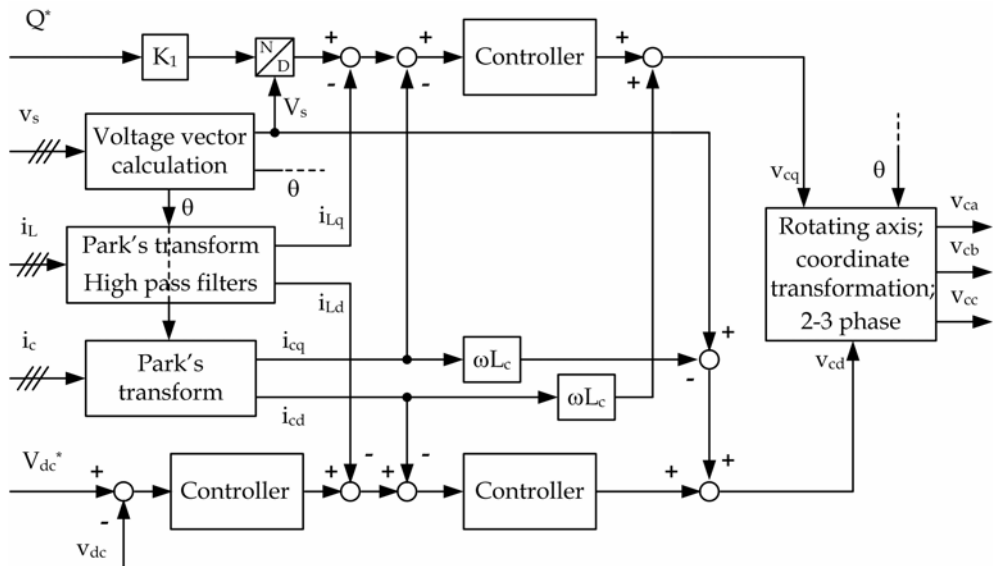 Q*
K1
N
D
+
-
+
-
Controller
+
+
vs
Voltage vector
calculation
Vs
θ
θ
θ
iL
Park's transform
High pass filters
iLq
iLd
vcq
Rotating axis;
coordinate
transformation;
2-3 phase
vca
vcb
vcc
vcd
ic
Park's
transform
icq
icd
ωLc
ωLc
+
-
Vdc*
+
-
vdc
Controller
+
-
+
-
Controller
+
+